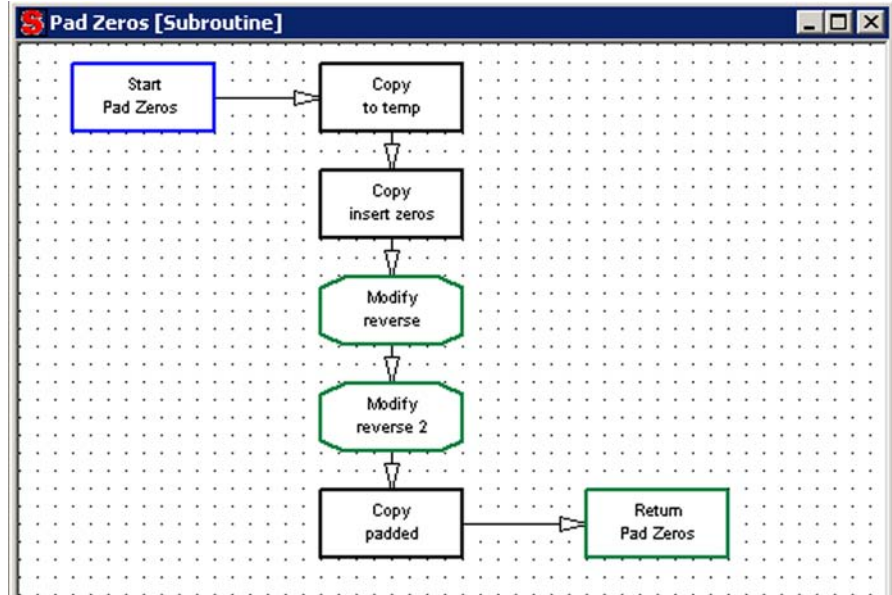 S Pad Zeros [Subroutine]
Start
Pad Zeros
Copy
to temp
Copy
insert zeros
Modify
reverse
Modify
reverse 2
Copy
padded
Return
Pad Zeros